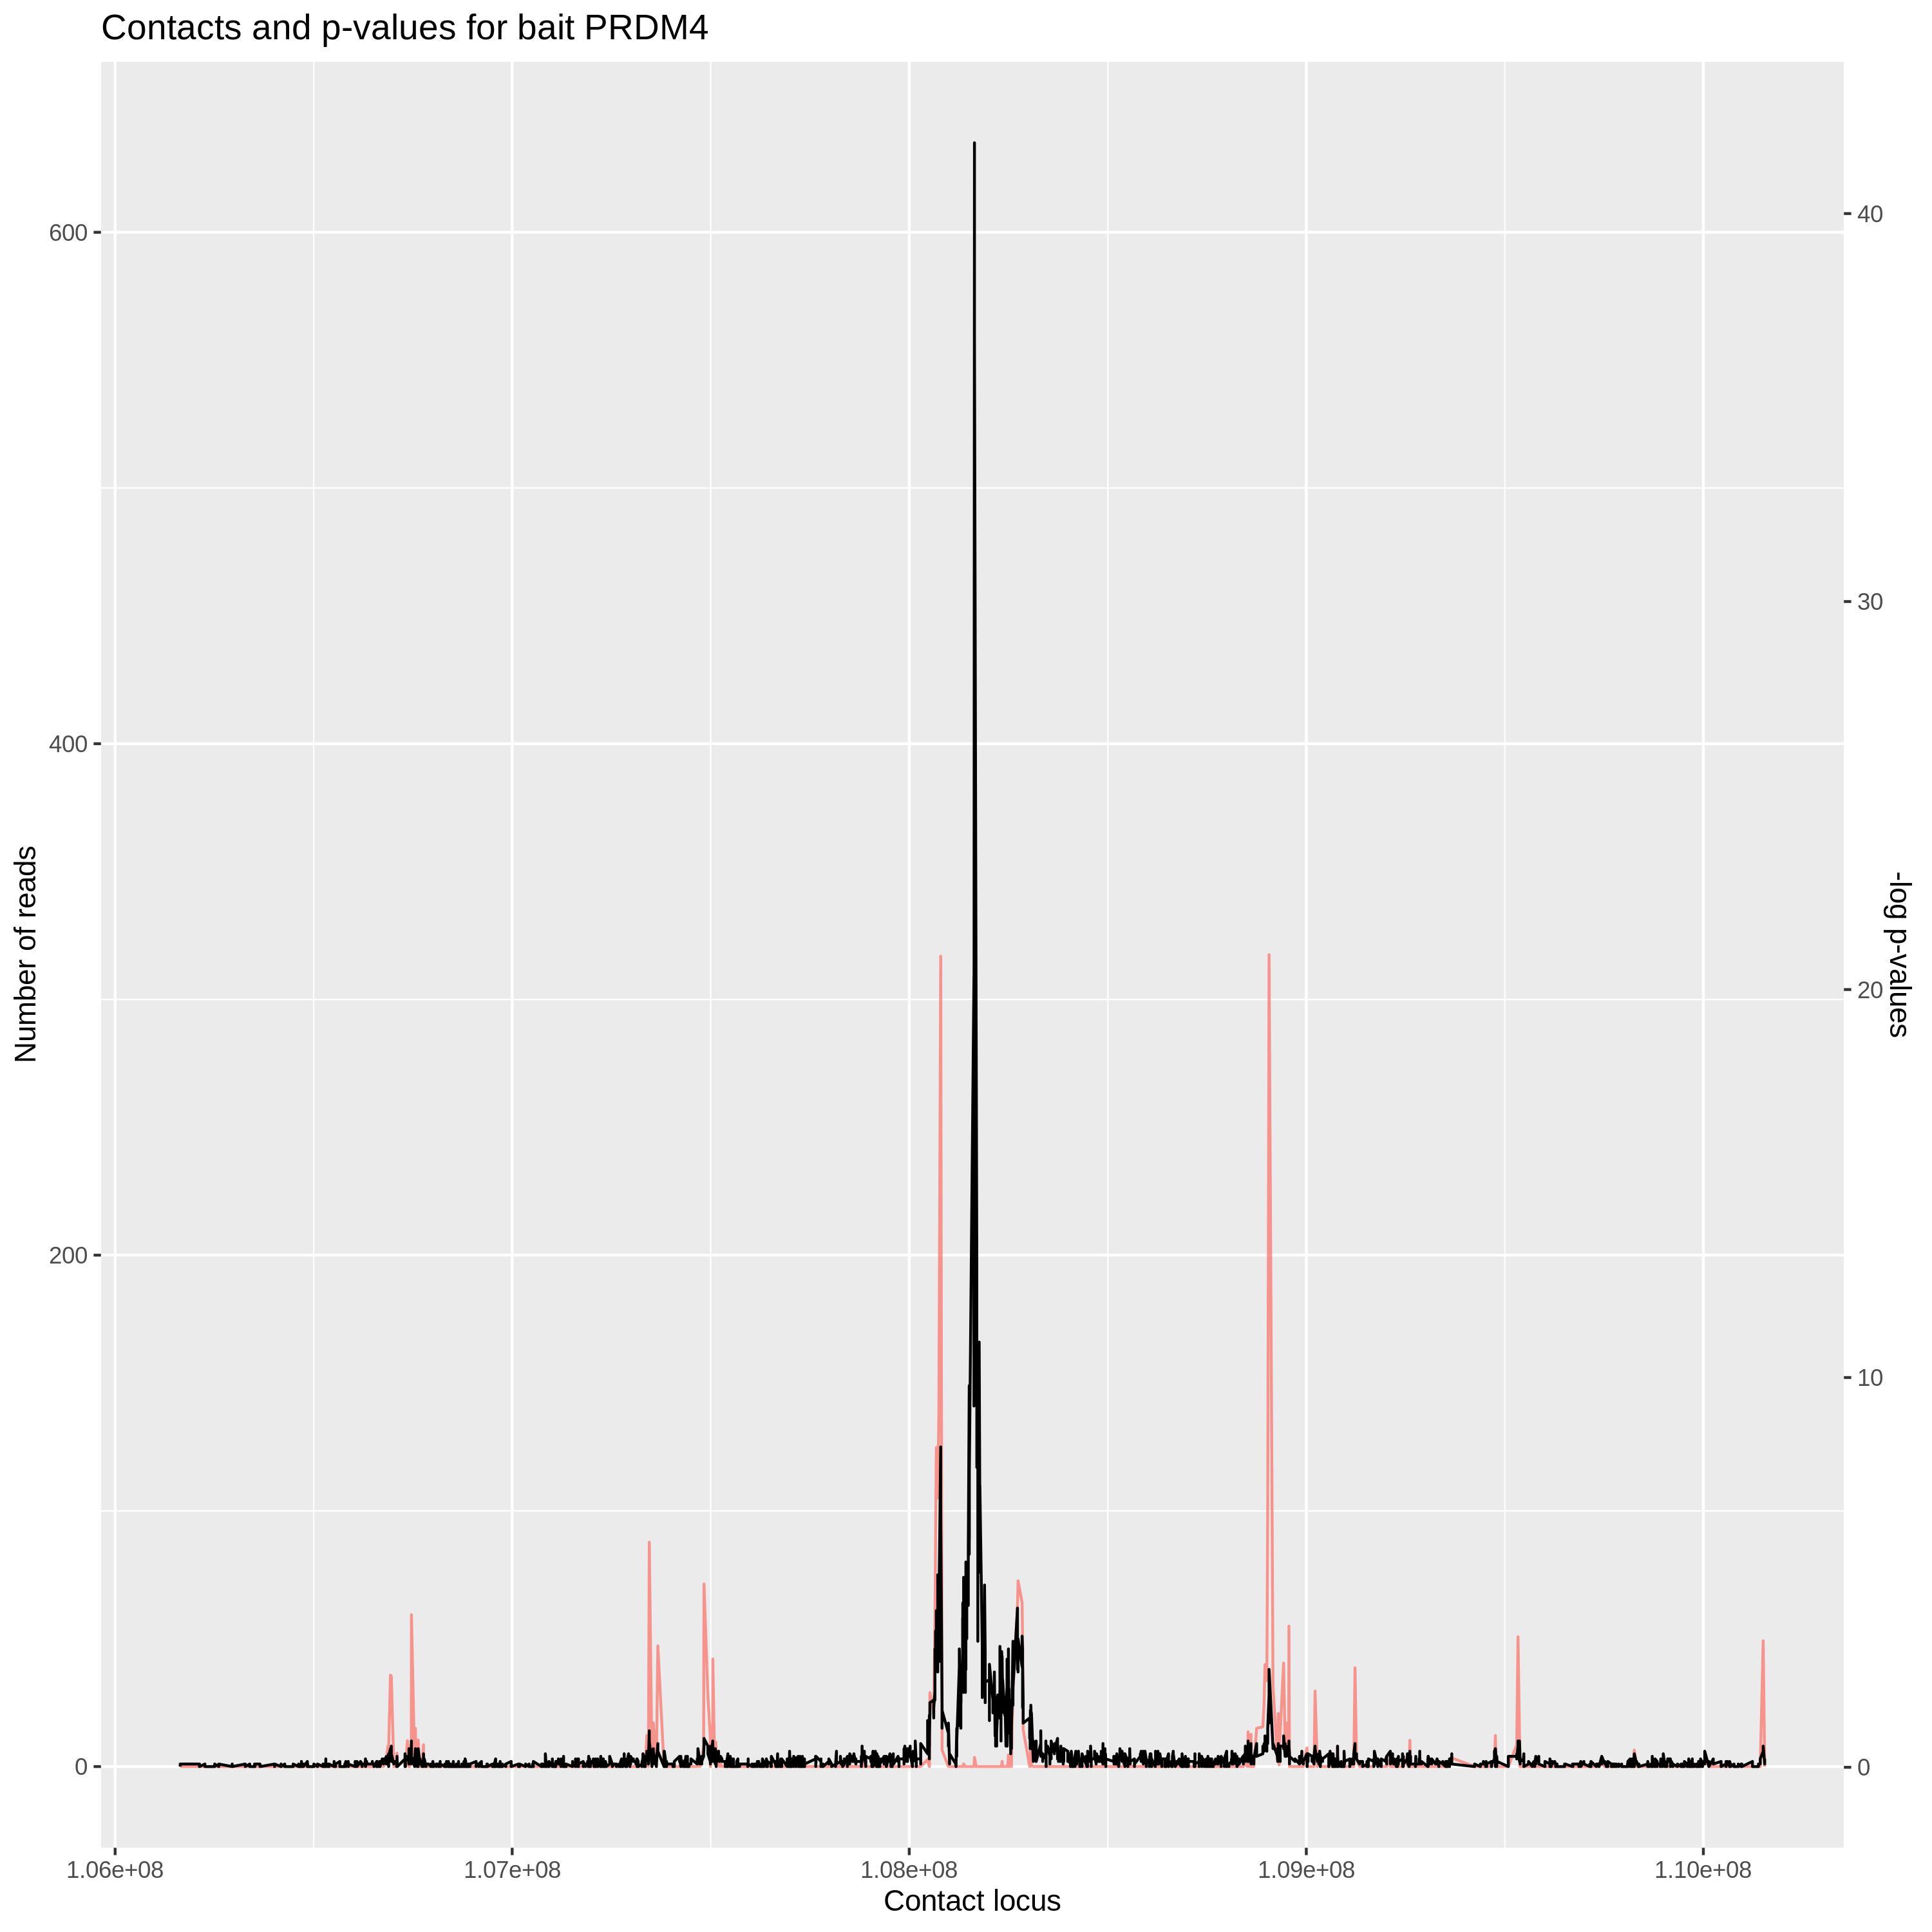 Contacts and p-values for bait PRDM4
600
400
200
0
Number of reads
40
30
20
10
0
-log p-values
1.06e+08
1.07e+08
1.08e+08
1.09e+08
1.10e+08
Contact locus